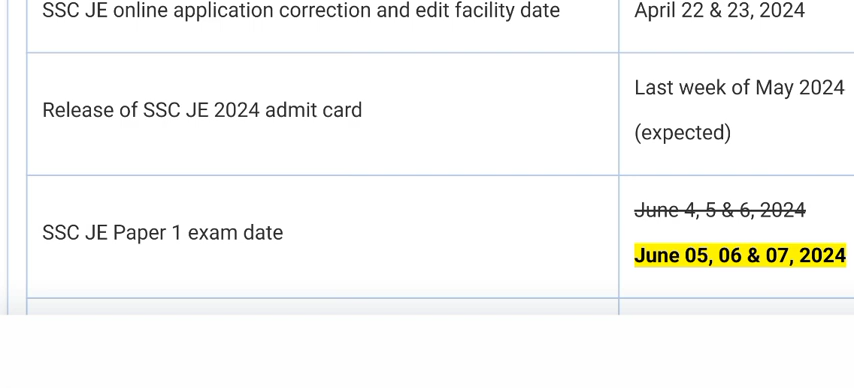 SSC JE online application correction and edit facility date
April 22 & 23, 2024
Release of SSC JE 2024 admit card
Last week of May 2024
(expected)
SSC JE Paper 1 exam date
June 4, 5 & 6, 2024
June 05, 06 & 07, 2024